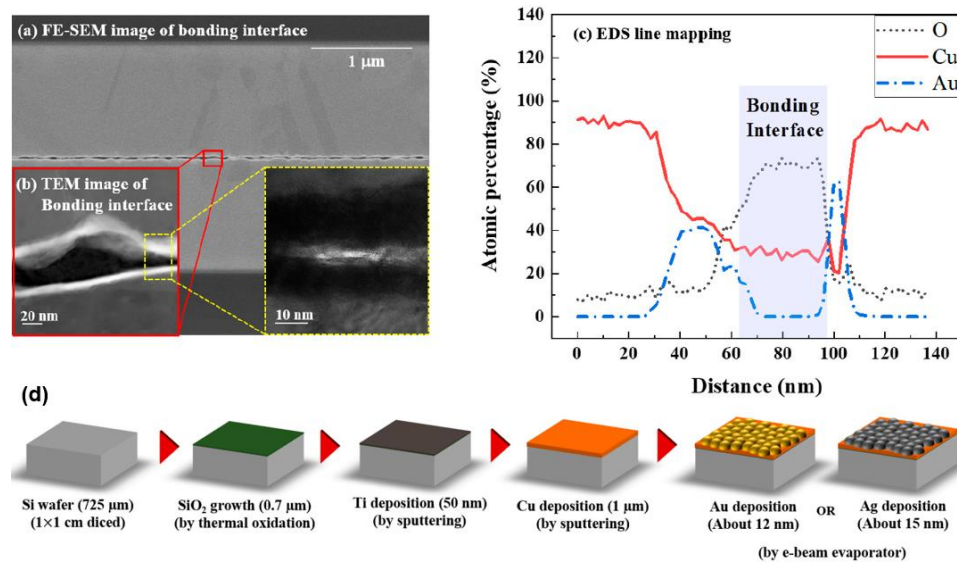 (a) FE-SEM image of bonding interface
1 μm
(b) TEM image of
Bonding interface
20 nm
10 nm
(c) EDS line mapping
O
Cu
Au
Bonding
Interface
Atomic percentage (%)
140
120
100
80
60
40
20
0
0 20 40 60 80 100 120 140
Distance (nm)
(d)
Si wafer (725 μm)
(1×1 cm diced)
SiO₂ growth (0.7 μm)
(by thermal oxidation)
Ti deposition (50 nm)
(by sputtering)
Cu deposition (1 μm)
(by sputtering)
Au deposition
(About 12 nm)
OR
Ag deposition
(About 15 nm)
(by e-beam evaporator)